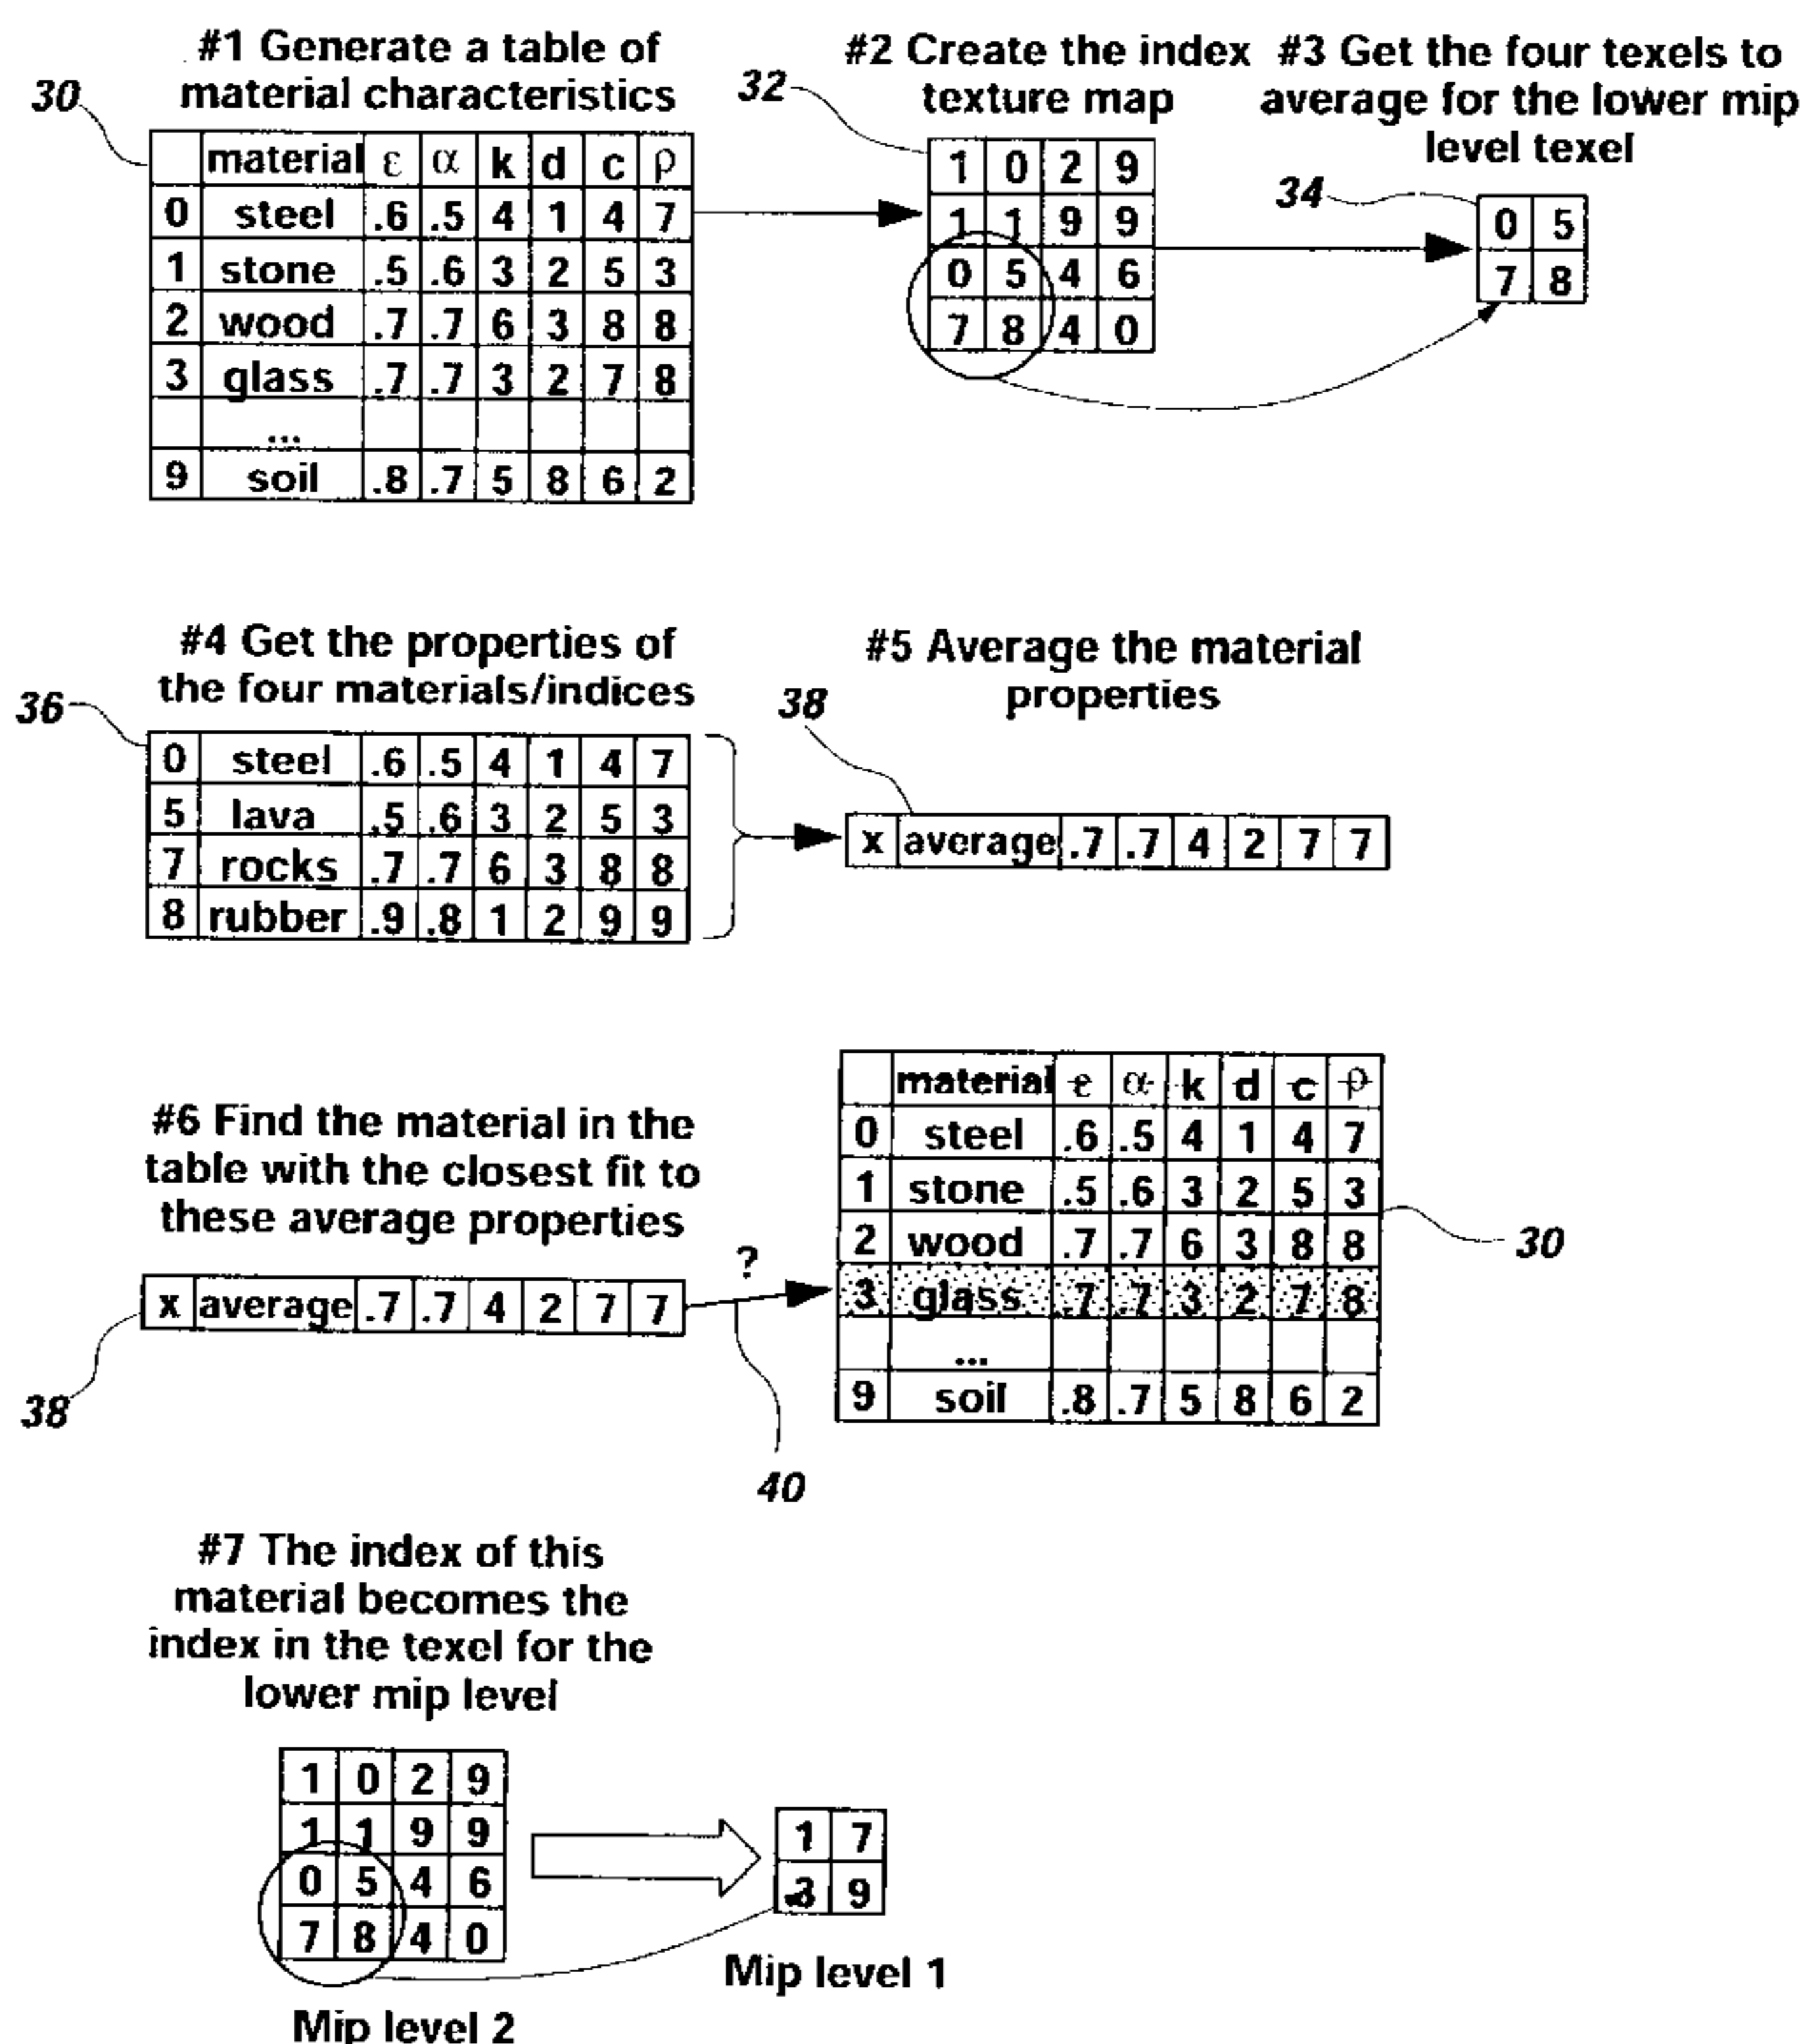 #1 Generate a table of
material characteristics
30
material ε α k d c ρ
0 steel .6 .5 4 1 4 7
1 stone .5 .6 3 2 5 3
2 wood .7 .7 6 3 8 8
3 glass .7 .7 3 2 7 8
...
9 soil .8 .7 5 8 6 2
#2 Create the index
texture map
32
1 0 2 9
1 1 9 9
0 5 4 6
7 8 4 0
#3 Get the four texels to
average for the lower mip
level texel
34
0 5
7 8
#4 Get the properties of
the four materials/indices
36
0 steel .6 .5 4 1 4 7
5 lava .5 .6 3 2 5 3
7 rocks .7 .7 6 3 8 8
8 rubber .9 .8 1 2 9 9
#5 Average the material
properties
38
x average .7 .7 4 2 7 7
#6 Find the material in the
table with the closest fit to
these average properties
x average .7 .7 4 2 7 7
38
?
40
material ε α k d c ρ
0 steel .6 .5 4 1 4 7
1 stone .5 .6 3 2 5 3
2 wood .7 .7 6 3 8 8
3 glass .7 .7 3 2 7 8
...
9 soil .8 .7 5 8 6 2
30
#7 The index of this
material becomes the
index in the texel for the
lower mip level
1 0 2 9
1 1 9 9
0 5 4 6
7 8 4 0
Mip level 2
1 7
3 9
Mip level 1